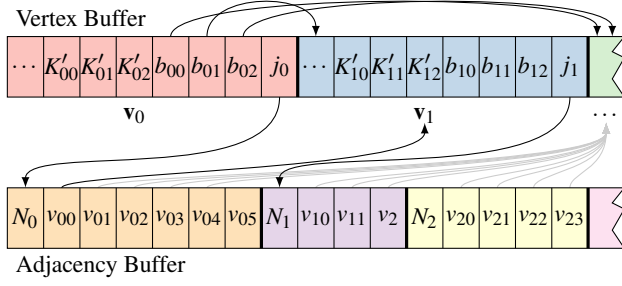 Vertex Buffer
⋯ K′₀₀ K′₀₁ K′₀₂ b₀₀ b₀₁ b₀₂ j₀ ⋯ K′₁₀ K′₁₁ K′₁₂ b₁₀ b₁₁ b₁₂ j₁
v₀ v₁ ⋯
N₀ v₀₀ v₀₁ v₀₂ v₀₃ v₀₄ v₀₅ N₁ v₁₀ v₁₁ v₂ N₂ v₂₀ v₂₁ v₂₂ v₂₃
Adjacency Buffer